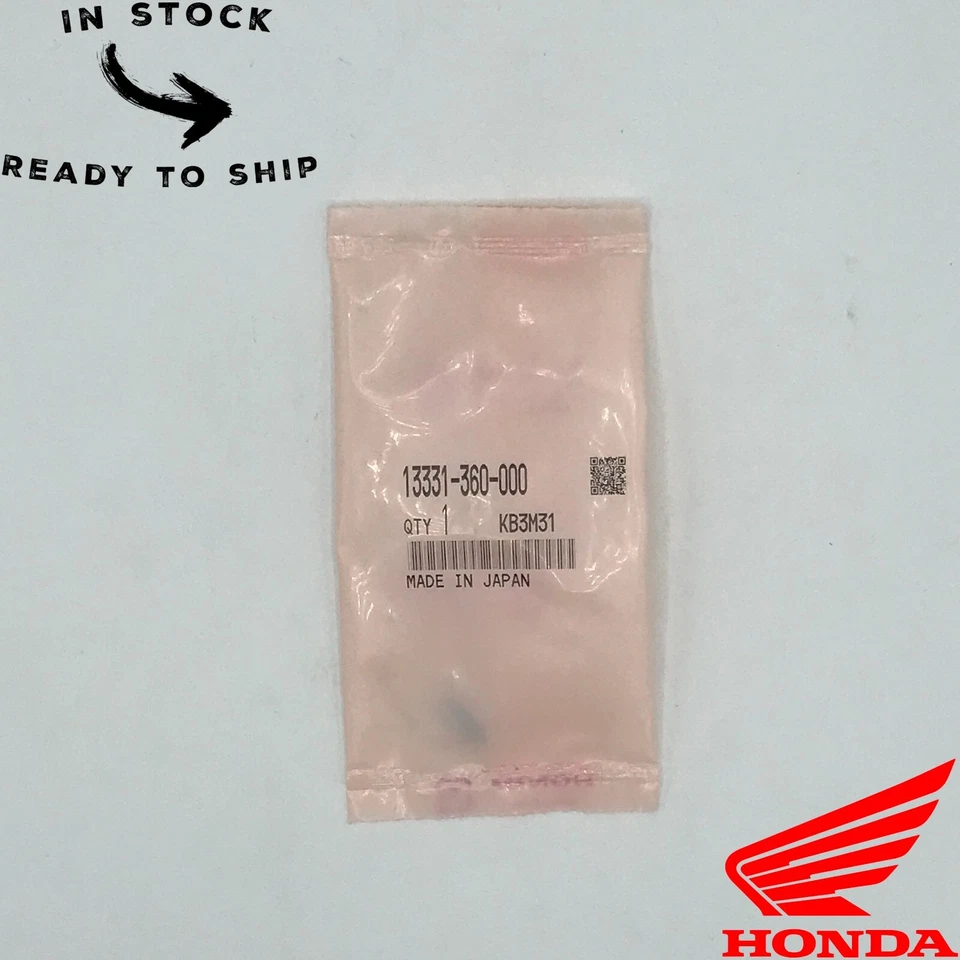 IN STOCK
READY TO SHIP
13331-360-000
QTY 1 KB3M31
MADE IN JAPAN
HONDA